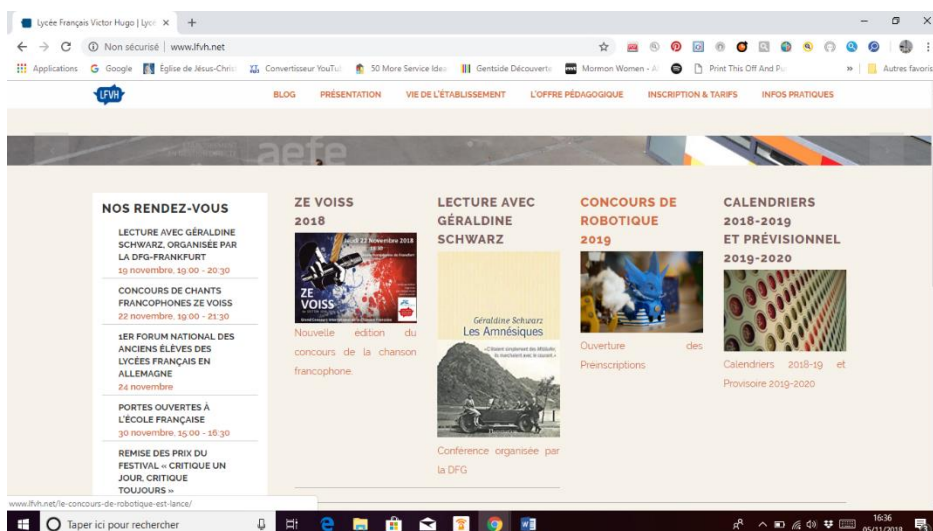 Lycée Français Victor Hugo | Lyc
Non sécurisé | www.lfvh.net
Applications
Google
Église de Jésus-Chris
Convertisseur YouTu
50 More Service Idea
Gentside Découverte
Mormon Women - A
Print This Off And Pu
Autres favoris
LFVH
BLOG
PRÉSENTATION
VIE DE L'ÉTABLISSEMENT
L'OFFRE PÉDAGOGIQUE
INSCRIPTION & TARIFS
INFOS PRATIQUES
aefe
NOS RENDEZ-VOUS
LECTURE AVEC GÉRALDINE
SCHWARZ, ORGANISÉE PAR
LA DFG-FRANKFURT
19 novembre, 19:00 - 20:30
CONCOURS DE CHANTS
FRANCOPHONES ZE VOISS
22 novembre, 19:00 - 21:30
1ER FORUM NATIONAL DES
ANCIENS ÉLÈVES DES
LYCÉES FRANÇAIS EN
ALLEMAGNE
24 novembre
PORTES OUVERTES À
L'ÉCOLE FRANÇAISE
30 novembre, 15:00 - 16:30
REMISE DES PRIX DU
FESTIVAL « CRITIQUE UN
JOUR, CRITIQUE
TOUJOURS »
ZE VOISS
2018
Novembre 2018
ZE
VOISS
Nouvelle édition du
concours de la chanson
francophone.
LECTURE AVEC
GÉRALDINE
SCHWARZ
Géraldine Schwarz
Les Amnésiques
Conférence organisée par
la DFG
CONCOURS DE
ROBOTIQUE
2019
Ouverture des
Préinscriptions
CALENDRIERS
2018-2019
ET PRÉVISIONNEL
2019-2020
Calendriers 2018-19 et
Provisoire 2019-2020
www.lfvh.net/le-concours-de-robotique-est-lance/
Taper ici pour rechercher
16:36
05/11/2018